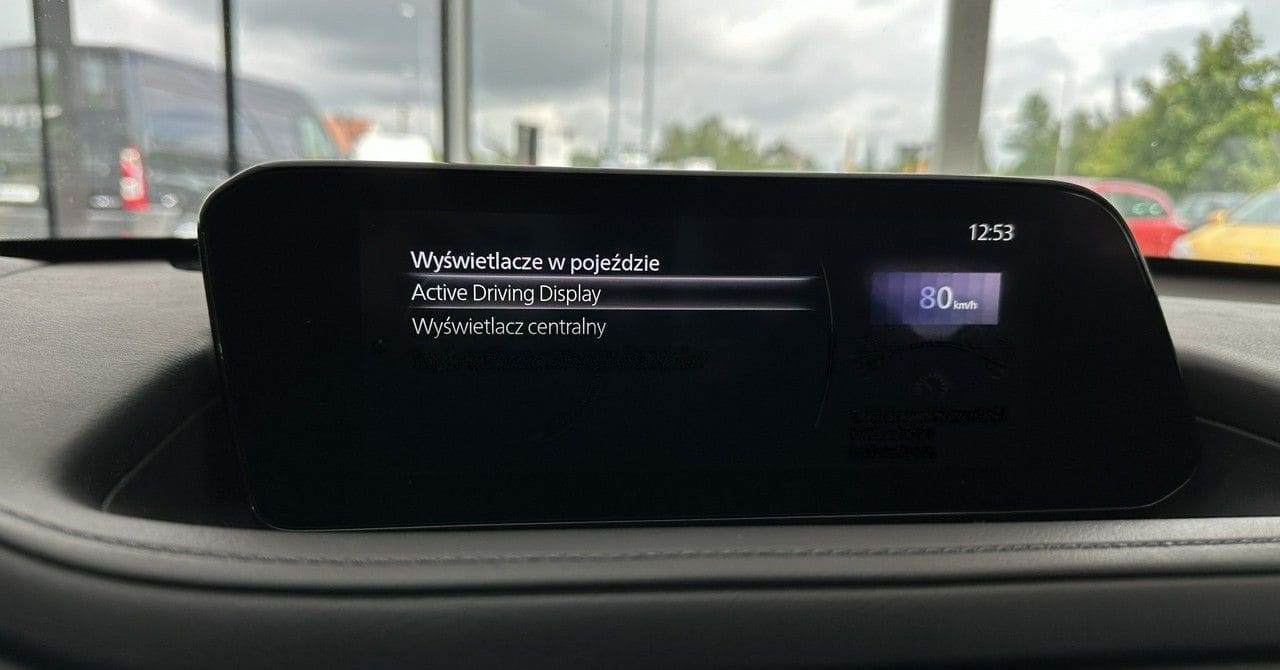 12:53
Wyświetlacze w pojeździe
Active Driving Display
80 km/h
Wyświetlacz centralny